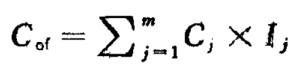 C_of = ∑_{j=1}^{m} C_j × I_j